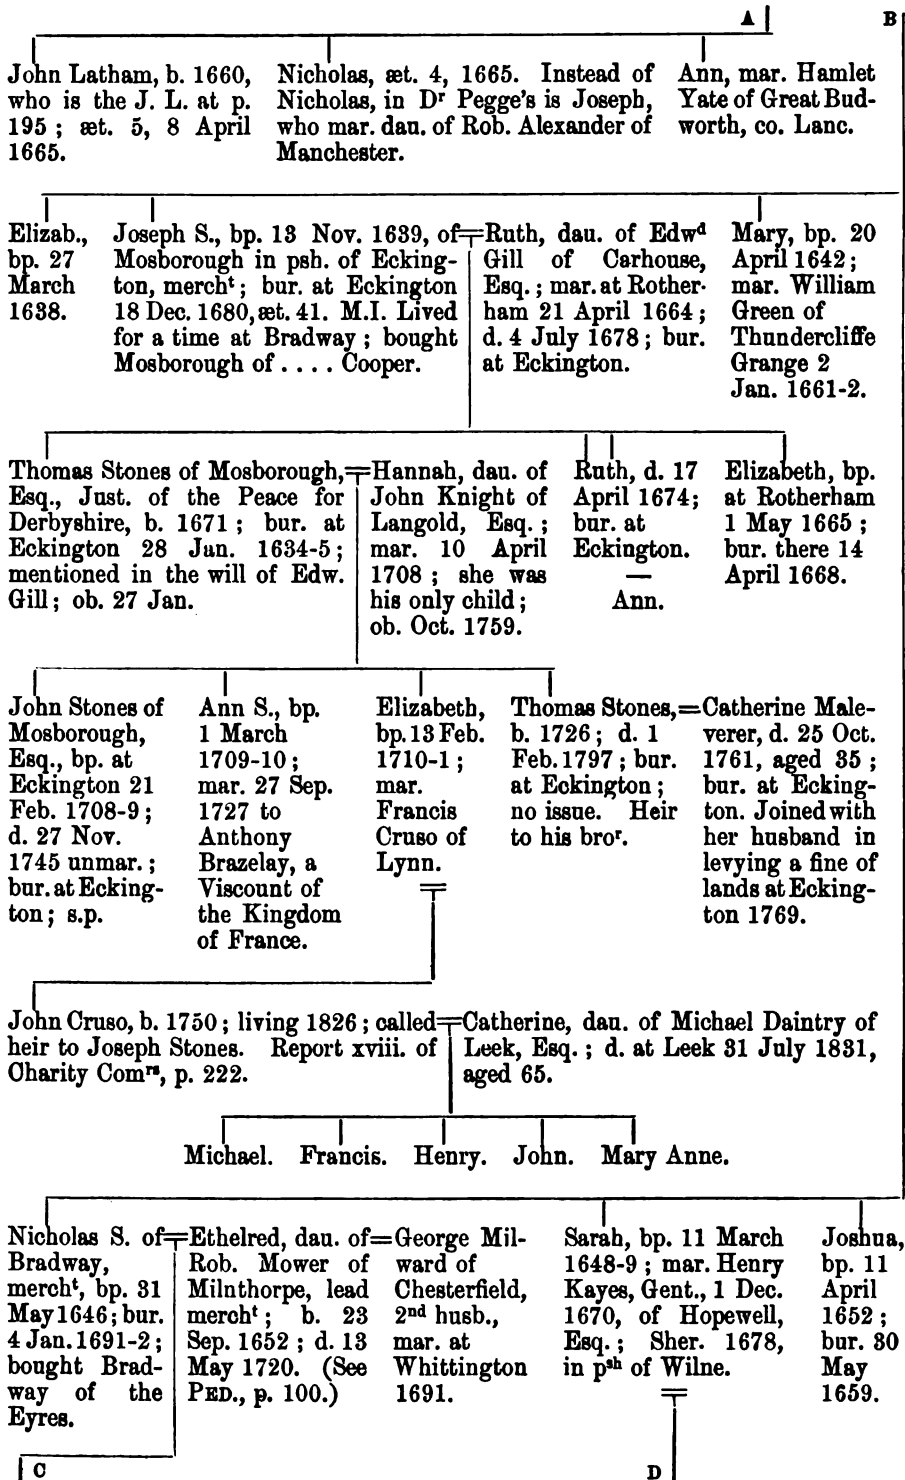 A B
John Latham, b. 1660,
who is the J. L. at p.
195 ; æt. 5, 8 April
1665.
Nicholas, æt. 4, 1665. Instead of
Nicholas, in Dʳ Pegge's is Joseph,
who mar. dau. of Rob. Alexander of
Manchester.
Ann, mar. Hamlet
Yate of Great Bud-
worth, co. Lanc.
Elizab.,
bp. 27
March
1638.
Joseph S., bp. 13 Nov. 1639, of
Mosborough in psh. of Ecking-
ton, merchᵗ ; bur. at Eckington
18 Dec. 1680, æt. 41. M.I. Lived
for a time at Bradway ; bought
Mosborough of . . . . Cooper.
Ruth, dau. of Edwᵈ
Gill of Carhouse,
Esq. ; mar. at Rother-
ham 21 April 1664 ;
d. 4 July 1678 ; bur.
at Eckington.
Mary, bp. 20
April 1642 ;
mar. William
Green of
Thundercliffe
Grange 2
Jan. 1661-2.
Thomas Stones of Mosborough,
Esq., Just. of the Peace for
Derbyshire, b. 1671 ; bur. at
Eckington 28 Jan. 1634-5 ;
mentioned in the will of Edw.
Gill ; ob. 27 Jan.
Hannah, dau. of
John Knight of
Langold, Esq. ;
mar. 10 April
1708 ; she was
his only child ;
ob. Oct. 1759.
Ruth, d. 17
April 1674;
bur. at
Eckington.
—
Ann.
Elizabeth, bp.
at Rotherham
1 May 1665 ;
bur. there 14
April 1668.
John Stones of
Mosborough,
Esq., bp. at
Eckington 21
Feb. 1708-9 ;
d. 27 Nov.
1745 unmar. ;
bur. at Ecking-
ton ; s.p.
Ann S., bp.
1 March
1709-10 ;
mar. 27 Sep.
1727 to
Anthony
Brazelay, a
Viscount of
the Kingdom
of France.
Elizabeth,
bp. 13 Feb.
1710-1 ;
mar.
Francis
Cruso of
Lynn.
Thomas Stones,
b. 1726 ; d. 1
Feb. 1797 ; bur.
at Eckington ;
no issue. Heir
to his broʳ.
Catherine Male-
verer, d. 25 Oct.
1761, aged 35 ;
bur. at Ecking-
ton. Joined with
her husband in
levying a fine of
lands at Ecking-
ton 1769.
John Cruso, b. 1750 ; living 1826 ; called
heir to Joseph Stones. Report xviii. of
Charity Comʳˢ, p. 222.
Catherine, dau. of Michael Daintry of
Leek, Esq. ; d. at Leek 31 July 1831,
aged 65.
Michael. Francis. Henry. John. Mary Anne.
Nicholas S. of
Bradway,
merchᵗ, bp. 31
May 1646 ; bur.
4 Jan. 1691-2 ;
bought Brad-
way of the
Eyres.
Ethelred, dau. of
Rob. Mower of
Milnthorpe, lead
merchᵗ ; b. 23
Sep. 1652 ; d. 13
May 1720. (See
PED., p. 100.)
George Mil-
ward of
Chesterfield,
2ⁿᵈ husb.,
mar. at
Whittington
1691.
Sarah, bp. 11 March
1648-9 ; mar. Henry
Kayes, Gent., 1 Dec.
1670, of Hopewell,
Esq. ; Sher. 1678,
in pˢʰ of Wilne.
Joshua,
bp. 11
April
1652 ;
bur. 30
May
1659.
C D